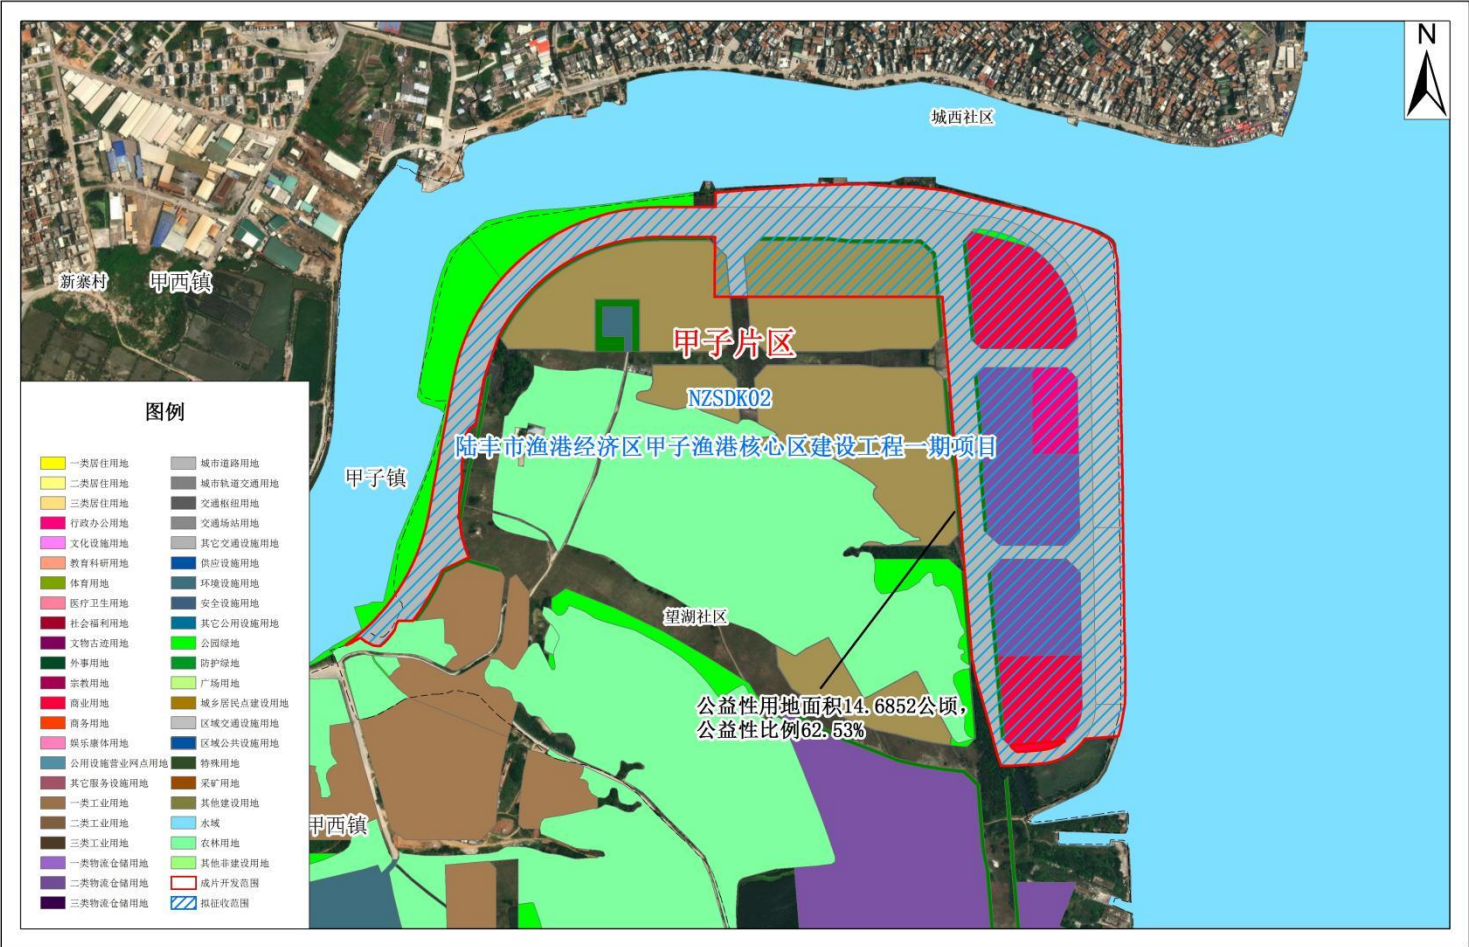 N
城西社区
新寨村
甲西镇
甲子片区
NZSDK02
陆丰市渔港经济区甲子渔港核心区建设工程一期项目
甲子镇
望湖社区
公益性用地面积14.6852公顷，
公益性比例62.53%
甲西镇
图例
一类居住用地
二类居住用地
三类居住用地
行政办公用地
文化设施用地
教育科研用地
体育用地
医疗卫生用地
社会福利用地
文物古迹用地
外事用地
宗教用地
商业用地
商务用地
娱乐康体用地
公用设施营业网点用地
其它服务设施用地
一类工业用地
二类工业用地
三类工业用地
一类物流仓储用地
二类物流仓储用地
三类物流仓储用地
城市道路用地
城市轨道交通用地
交通枢纽用地
交通场站用地
其它交通设施用地
供应设施用地
环境设施用地
安全设施用地
其它公用设施用地
公园绿地
防护绿地
广场用地
城乡居民点建设用地
区域交通设施用地
区域公共设施用地
特殊用地
采矿用地
其他建设用地
水域
农林用地
其他非建设用地
成片开发范围
拟征收范围